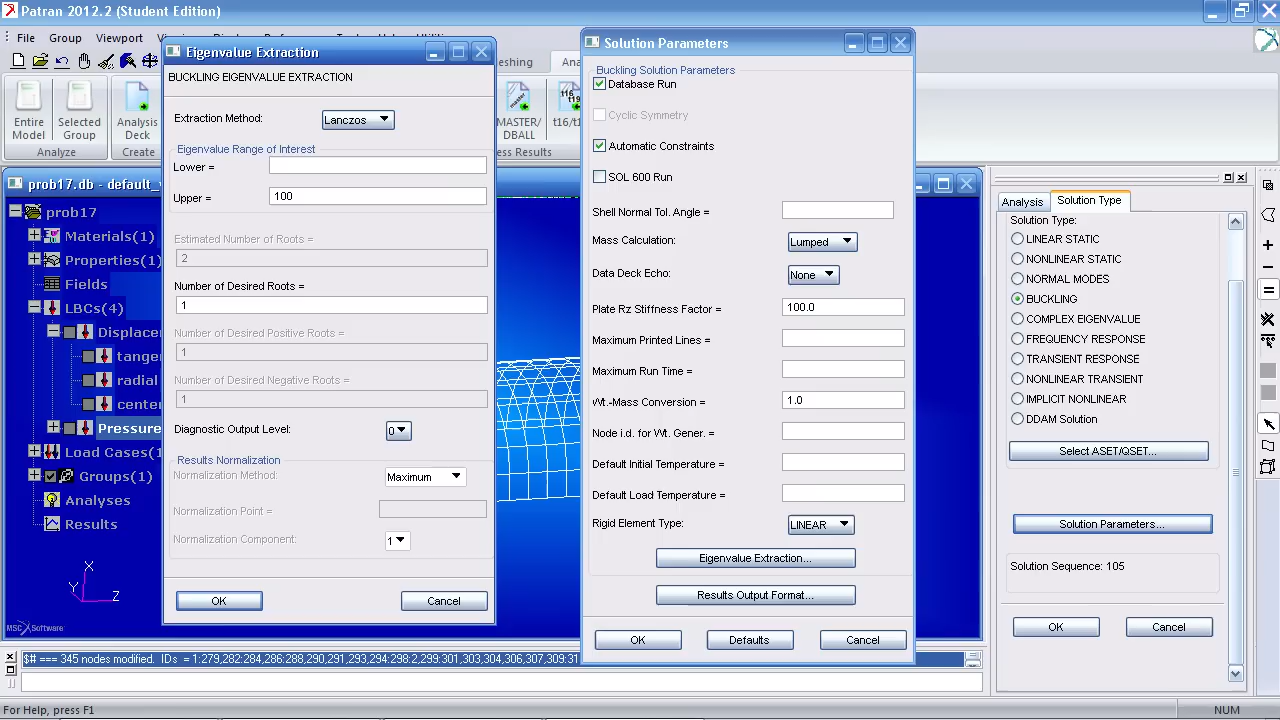 Patran 2012.2 (Student Edition)
File Group Viewport
Entire Model
Selected Group
Analysis Deck
Analyze
Create
eshing
Ana
MASTER/
DBALL
t16/t1
ess Results
prob17.db - default_v
prob17
Materials(1)
Properties(1)
Fields
LBCs(4)
Displacem
tangen
radial
center
Pressure
Load Cases(1)
Groups(1)
Analyses
Results
X
Y
Z
MSC Software
Eigenvalue Extraction
BUCKLING EIGENVALUE EXTRACTION
Extraction Method: Lanczos
Eigenvalue Range of Interest
Lower =
Upper = 100
Estimated Number of Roots =
2
Number of Desired Roots =
1
Number of Desired Positive Roots =
1
Number of Desired Negative Roots =
1
Diagnostic Output Level: 0
Results Normalization
Normalization Method: Maximum
Normalization Point =
Normalization Component: 1
OK Cancel
Solution Parameters
Buckling Solution Parameters
Database Run
Cyclic Symmetry
Automatic Constraints
SOL 600 Run
Shell Normal Tol. Angle =
Mass Calculation: Lumped
Data Deck Echo: None
Plate Rz Stiffness Factor = 100.0
Maximum Printed Lines =
Maximum Run Time =
Wt.-Mass Conversion = 1.0
Node i.d. for Wt. Gener. =
Default Initial Temperature =
Default Load Temperature =
Rigid Element Type: LINEAR
Eigenvalue Extraction...
Results Output Format...
OK Defaults Cancel
Analysis Solution Type
Solution Type:
LINEAR STATIC
NONLINEAR STATIC
NORMAL MODES
BUCKLING
COMPLEX EIGENVALUE
FREQUENCY RESPONSE
TRANSIENT RESPONSE
NONLINEAR TRANSIENT
IMPLICIT NONLINEAR
DDAM Solution
Select ASET/QSET...
Solution Parameters...
Solution Sequence: 105
OK Cancel
$# === 345 nodes modified. IDs = 1:279,282:284,286:288,290,291,293,294:298:2,299:301,303,304,306,307,309:31
For Help, press F1
NUM